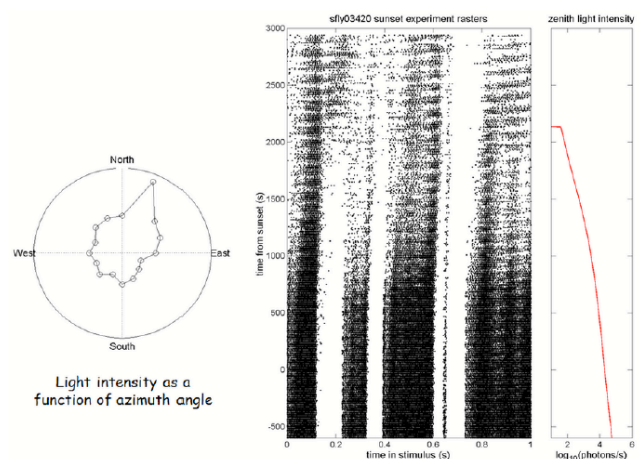 North
West
East
South
Light intensity as a
function of azimuth angle
sfly03420 sunset experiment rasters
3000
2500
2000
1500
1000
500
0
-500
time from sunset (s)
0
0.2
0.4
0.6
0.8
1
time in stimulus (s)
zenith light intensity
2
4
6
log₁₀(photons/s)